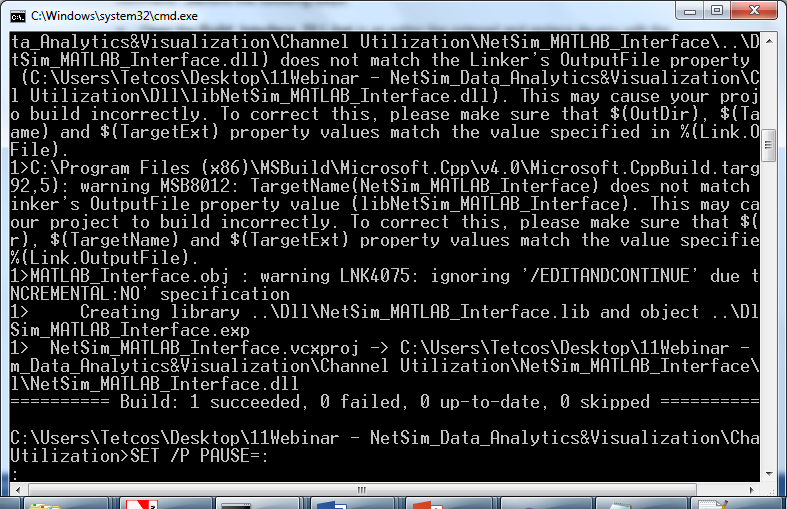 C:\Windows\system32\cmd.exe
ta_Analytics&Visualization\Channel Utilization\NetSim_MATLAB_Interface\..\D
tSim_MATLAB_Interface.dll) does not match the Linker's OutputFile property
(C:\Users\Tetcos\Desktop\11Webinar - NetSim_Data_Analytics&Visualization\C
l Utilization\Dll\libNetSim_MATLAB_Interface.dll). This may cause your proj
o build incorrectly. To correct this, please make sure that $(OutDir), $(Ta
ame) and $(TargetExt) property values match the value specified in %(Link.O
File).
1>C:\Program Files (x86)\MSBuild\Microsoft.Cpp\v4.0\Microsoft.CppBuild.targ
92,5): warning MSB8012: TargetName(NetSim_MATLAB_Interface) does not match
inker's OutputFile property value (libNetSim_MATLAB_Interface). This may ca
our project to build incorrectly. To correct this, please make sure that $(
r), $(TargetName) and $(TargetExt) property values match the value specifie
%(Link.OutputFile).
1>MATLAB_Interface.obj : warning LNK4075: ignoring '/EDITANDCONTINUE' due t
NCREMENTAL:NO' specification
1>     Creating library ..\Dll\NetSim_MATLAB_Interface.lib and object ..\Dl
Sim_MATLAB_Interface.exp
1>  NetSim_MATLAB_Interface.vcxproj -> C:\Users\Tetcos\Desktop\11Webinar -
m_Data_Analytics&Visualization\Channel Utilization\NetSim_MATLAB_Interface\
l\NetSim_MATLAB_Interface.dll
========== Build: 1 succeeded, 0 failed, 0 up-to-date, 0 skipped ==========
C:\Users\Tetcos\Desktop\11Webinar - NetSim_Data_Analytics&Visualization\Cha
Utilization>SET /P PAUSE=:
: